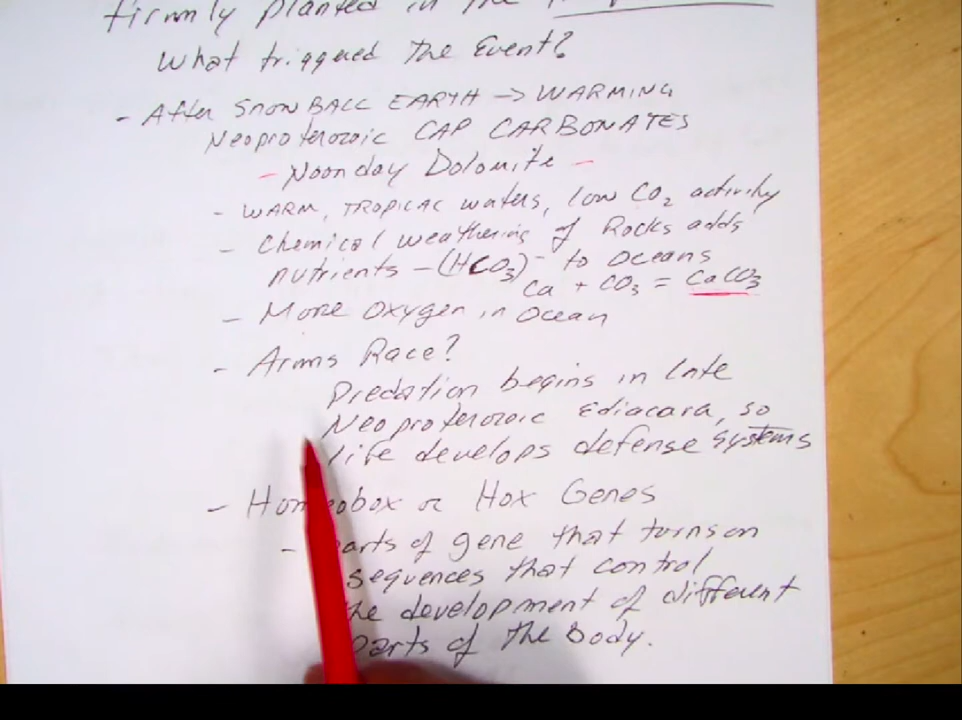 firmly planted in the
What triggered the Event?
- After SNOWBALL EARTH → WARMING
Neoproterozoic CAP CARBONATES
- Noonday Dolomite -
- WARM, TROPICAL waters, low CO2 activity
- Chemical weathering of Rocks adds
nutrients - (HCO3)⁻ to Oceans
Ca + CO3 = CaCO3
- More Oxygen in Ocean
- Arms Race?
Predation begins in late
Neoproterozoic Ediacara, so
life develops defense systems
- Homeobox or Hox Genes
- parts of gene that turns on
sequences that control
the development of different
parts of the body.